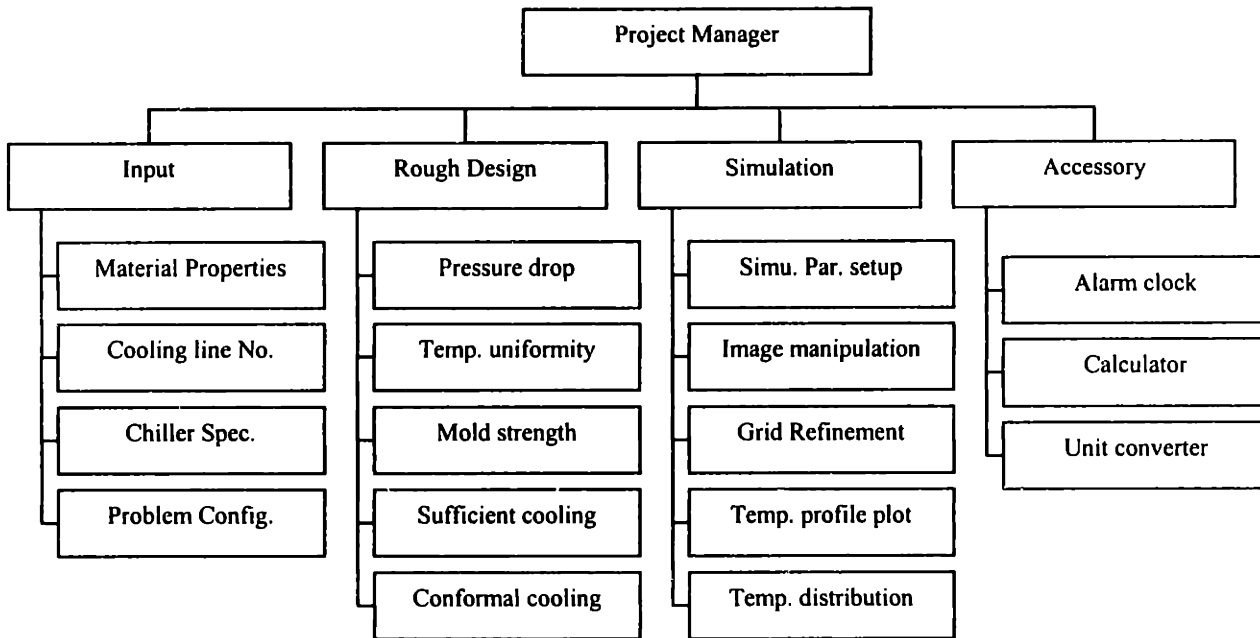 Project Manager
Input
Rough Design
Simulation
Accessory
Material Properties
Cooling line No.
Chiller Spec.
Problem Config.
Pressure drop
Temp. uniformity
Mold strength
Sufficient cooling
Conformal cooling
Simu. Par. setup
Image manipulation
Grid Refinement
Temp. profile plot
Temp. distribution
Alarm clock
Calculator
Unit converter